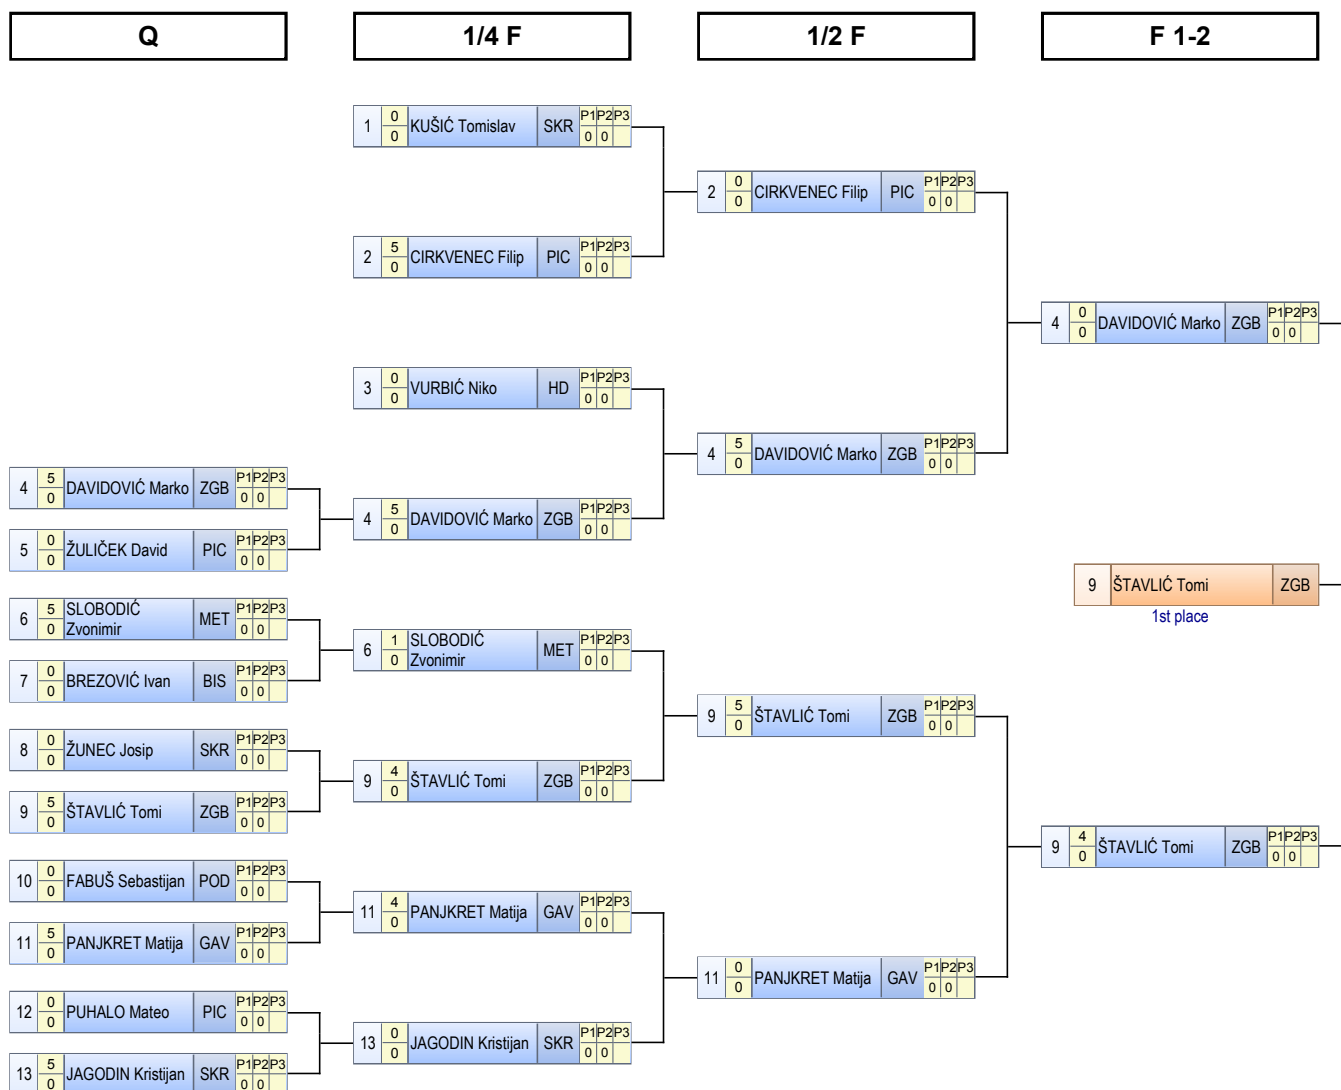 Q
1/4 F
1/2 F
F 1-2
1 0 KUŠIĆ Tomislav SKR P1 P2 P3
0 0 0
2 5 CIRKVENEC Filip PIC P1 P2 P3
0 0 0
3 0 VURBIĆ Niko HD P1 P2 P3
0 0 0
4 5 DAVIDOVIĆ Marko ZGB P1 P2 P3
0 0 0
5 0 ŽULIČEK David PIC P1 P2 P3
0 0 0
6 5 SLOBODIĆ
Zvonimir MET P1 P2 P3
0 0 0
7 0 BREZOVIĆ Ivan BIS P1 P2 P3
0 0 0
8 0 ŽUNEC Josip SKR P1 P2 P3
0 0 0
9 5 ŠTAVLIĆ Tomi ZGB P1 P2 P3
0 0 0
10 0 FABUŠ Sebastijan POD P1 P2 P3
0 0 0
11 5 PANJKRET Matija GAV P1 P2 P3
0 0 0
12 0 PUHALO Mateo PIC P1 P2 P3
0 0 0
13 5 JAGODIN Kristijan SKR P1 P2 P3
0 0 0
4 5 DAVIDOVIĆ Marko ZGB P1 P2 P3
0 0 0
6 1 SLOBODIĆ
Zvonimir MET P1 P2 P3
0 0 0
9 4 ŠTAVLIĆ Tomi ZGB P1 P2 P3
0 0 0
11 4 PANJKRET Matija GAV P1 P2 P3
0 0 0
13 0 JAGODIN Kristijan SKR P1 P2 P3
0 0 0
2 0 CIRKVENEC Filip PIC P1 P2 P3
0 0 0
4 5 DAVIDOVIĆ Marko ZGB P1 P2 P3
0 0 0
9 5 ŠTAVLIĆ Tomi ZGB P1 P2 P3
0 0 0
11 0 PANJKRET Matija GAV P1 P2 P3
0 0 0
4 0 DAVIDOVIĆ Marko ZGB P1 P2 P3
0 0 0
9 ŠTAVLIĆ Tomi ZGB
1st place
9 4 ŠTAVLIĆ Tomi ZGB P1 P2 P3
0 0 0